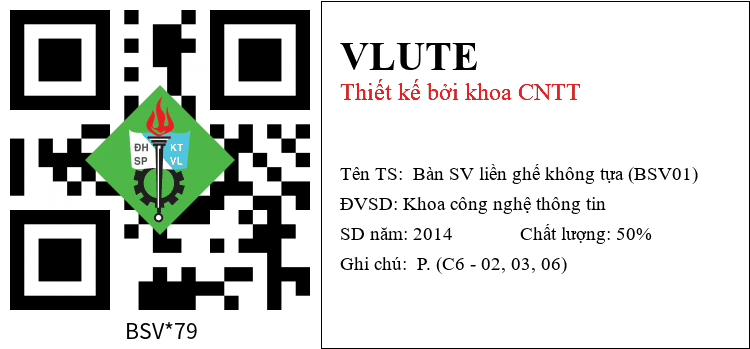 ĐH KT
SP VL
BSV*79
VLUTE
Thiết kế bởi khoa CNTT
Tên TS: Bàn SV liền ghế không tựa (BSV01)
ĐVSD: Khoa công nghệ thông tin
SD năm: 2014 Chất lượng: 50%
Ghi chú: P. (C6 - 02, 03, 06)